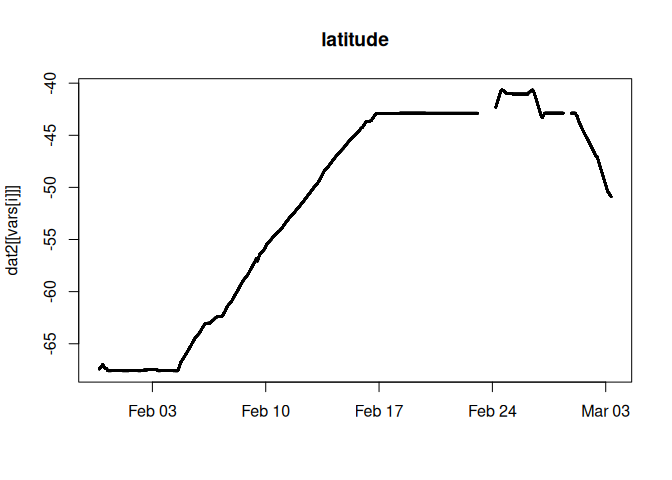 latitude
dat2[[vars[i]]]
-40
-45
-50
-55
-60
-65
Feb 03
Feb 10
Feb 17
Feb 24
Mar 03